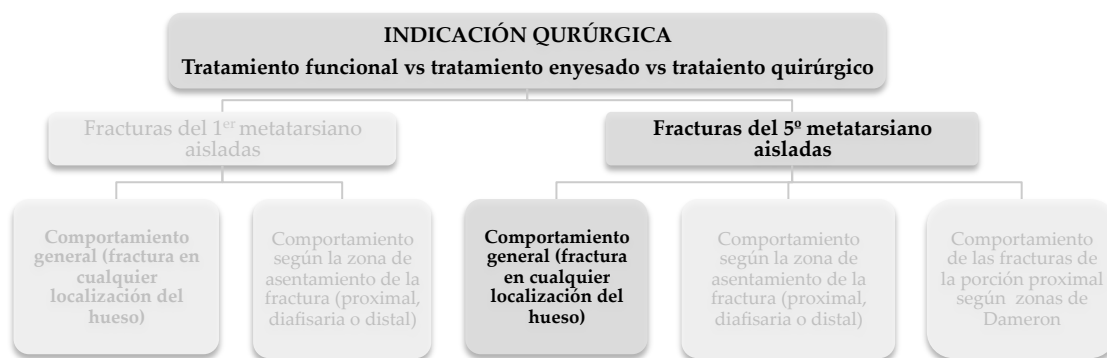 INDICACIÓN QURÚRGICA
Tratamiento funcional vs tratamiento enyesado vs trataiento quirúrgico
Fracturas del 1er metatarsiano
aisladas
Fracturas del 5º metatarsiano
aisladas
Comportamiento
general (fractura en
cualquier
localización del
hueso)
Comportamiento
según la zona de
asentamiento de la
fractura (proximal,
diafisaria o distal)
Comportamiento
general (fractura
en cualquier
localización del
hueso)
Comportamiento
según la zona de
asentamiento de la
fractura (proximal,
diafisaria o distal)
Comportamiento
de las fracturas de
la porción proximal
según zonas de
Dameron